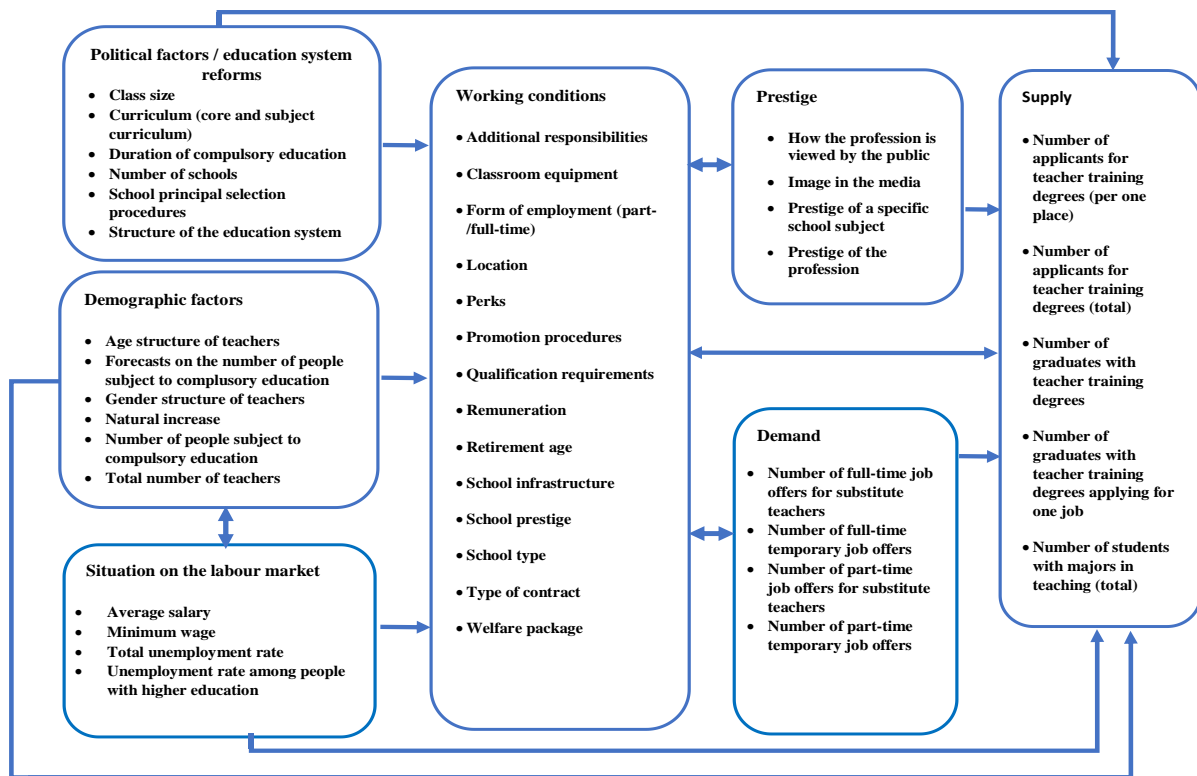 Political factors / education system
reforms
• Class size
• Curriculum (core and subject
curriculum)
• Duration of compulsory education
• Number of schools
• School principal selection
procedures
• Structure of the education system
Demographic factors
• Age structure of teachers
• Forecasts on the number of people
subject to complusory education
• Gender structure of teachers
• Natural increase
• Number of people subject to
compulsory education
• Total number of teachers
Situation on the labour market
• Average salary
• Minimum wage
• Total unemployment rate
• Unemployment rate among people
with higher education
Working conditions
• Additional responsibilities
• Classroom equipment
• Form of employment (part-
/full-time)
• Location
• Perks
• Promotion procedures
• Qualification requirements
• Remuneration
• Retirement age
• School infrastructure
• School prestige
• School type
• Type of contract
• Welfare package
Prestige
• How the profession is
viewed by the public
• Image in the media
• Prestige of a specific
school subject
• Prestige of the
profession
Demand
• Number of full-time job
offers for substitute
teachers
• Number of full-time
temporary job offers
• Number of part-time
job offers for substitute
teachers
• Number of part-time
temporary job offers
Supply
• Number of
applicants for
teacher training
degrees (per one
place)
• Number of
applicants for
teacher training
degrees (total)
• Number of
graduates with
teacher training
degrees
• Number of
graduates with
teacher training
degrees applying for
one job
• Number of students
with majors in
teaching (total)